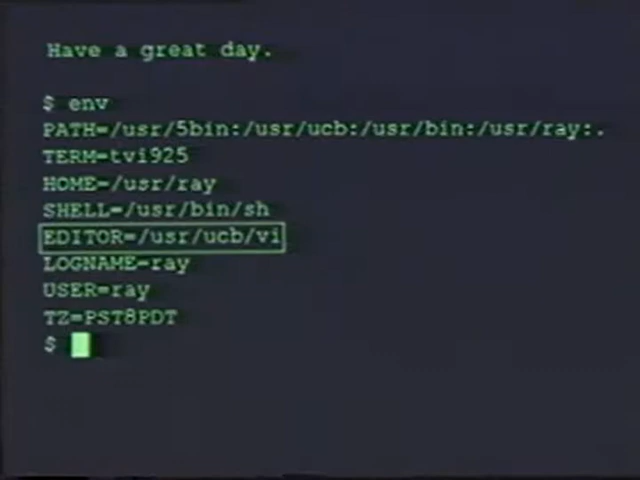 Have a great day.
$ env
PATH=/usr/5bin:/usr/ucb:/usr/bin:/usr/ray:.
TERM=tvi925
HOME=/usr/ray
SHELL=/usr/bin/sh
EDITOR=/usr/ucb/vi
LOGNAME=ray
USER=ray
TZ=PST8PDT
$